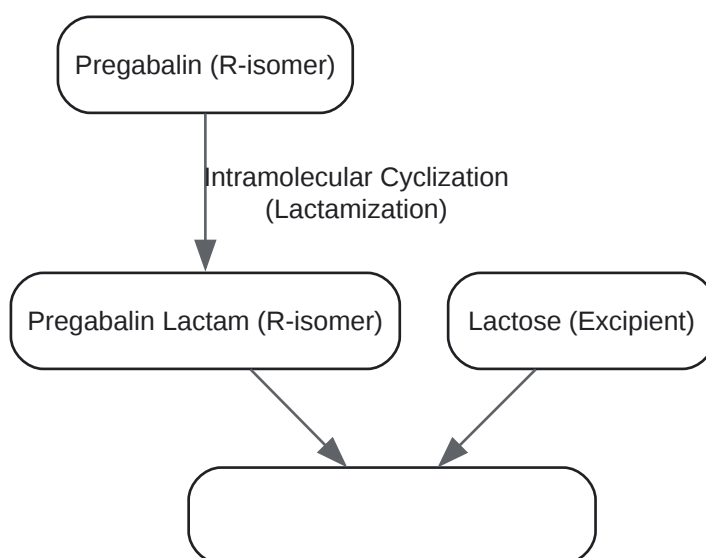 Pregabalin (R-isomer)
Intramolecular Cyclization
(Lactamization)
Pregabalin Lactam (R-isomer)
Lactose (Excipient)